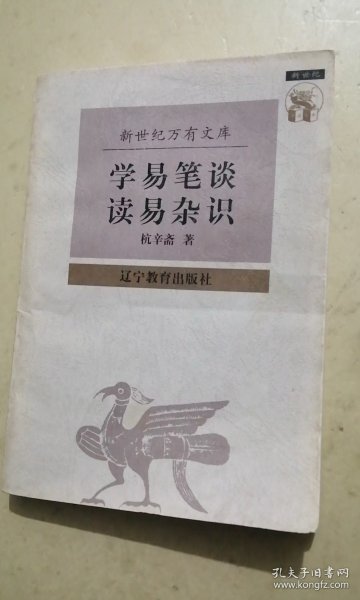 新世纪
新世纪万有文库
学易笔谈
读易杂识
杭辛斋 著
辽宁教育出版社
孔夫子旧书网
www.kongfz.com